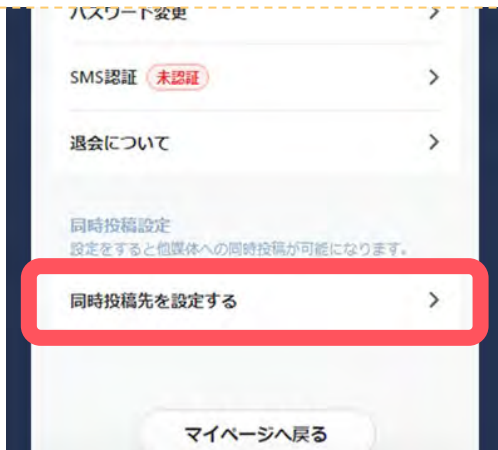 パスワード変更
SMS認証 未認証
退会について
同時投稿設定
設定をすると他媒体への同時投稿が可能になります。
同時投稿先を設定する
マイページへ戻る